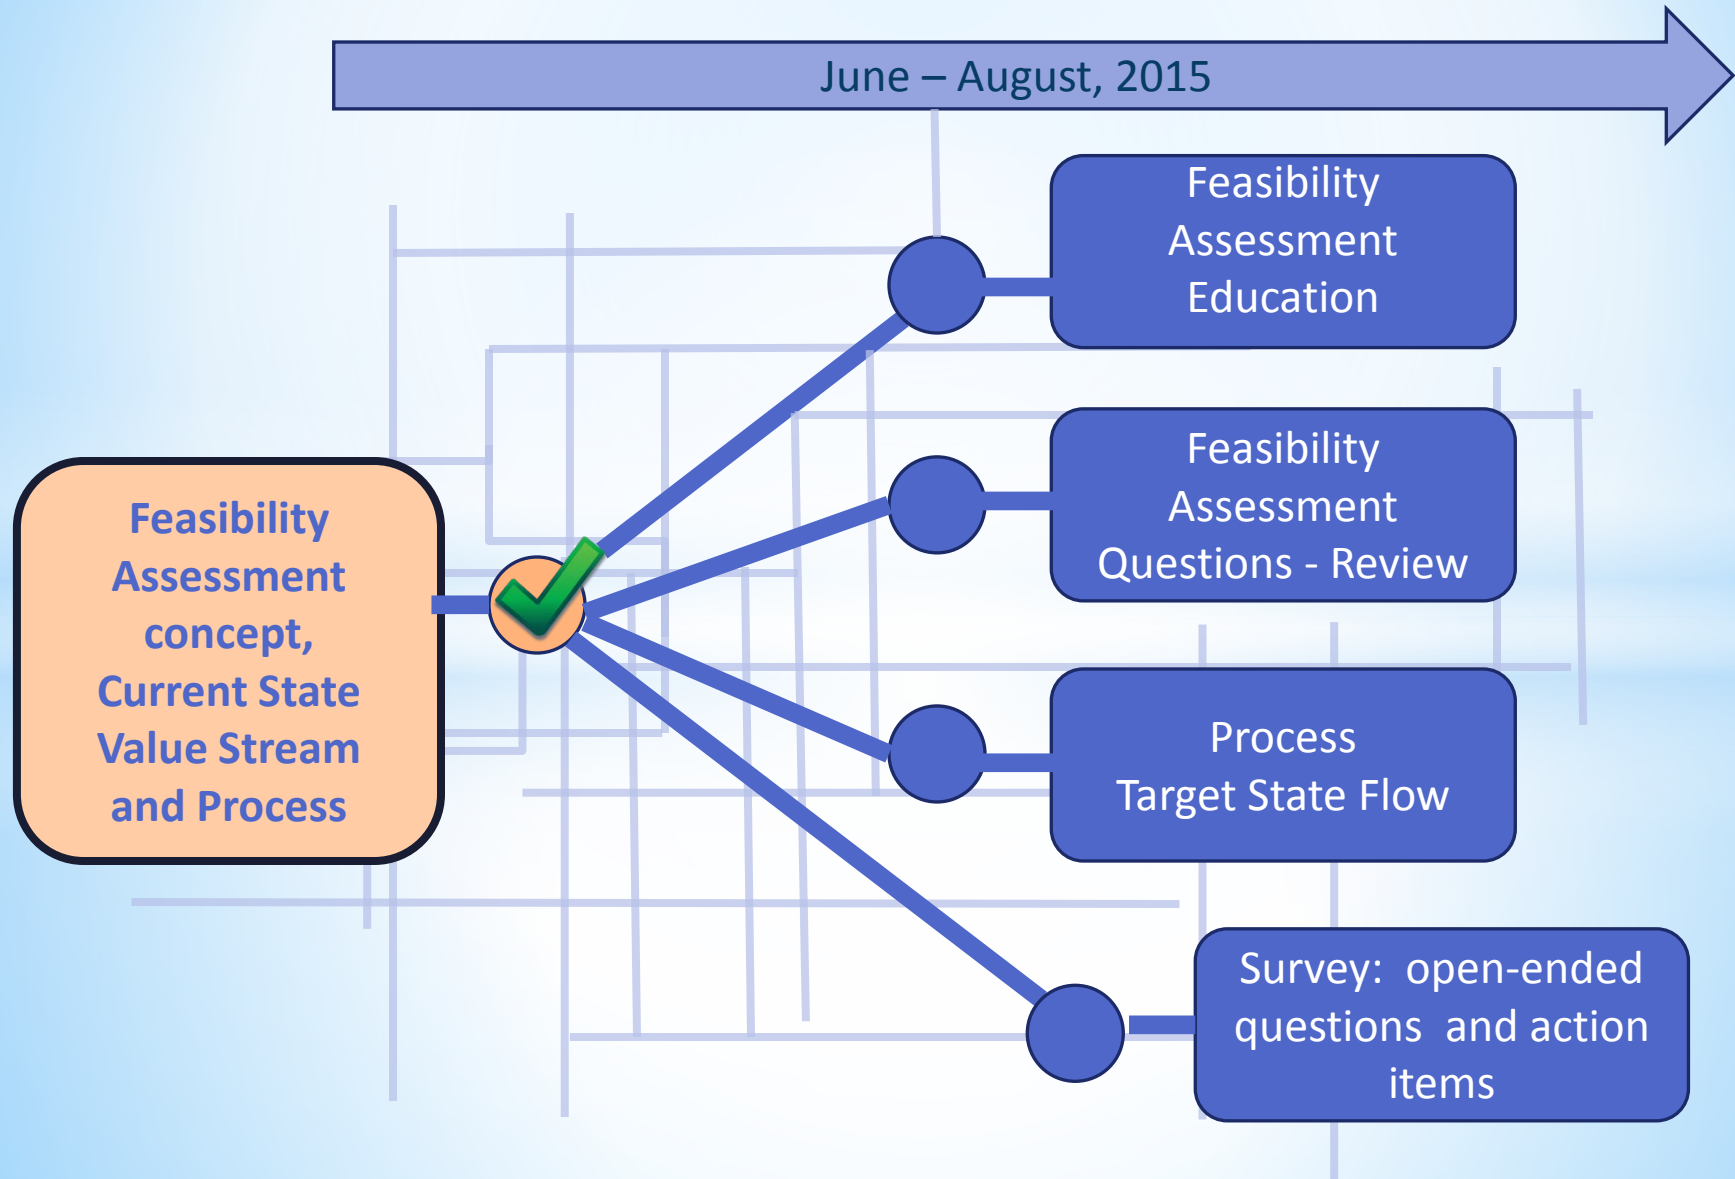 June – August, 2015
Feasibility
Assessment
Education
Feasibility
Assessment
Questions - Review
Feasibility
Assessment
concept,
Current State
Value Stream
and Process
Process
Target State Flow
Survey:  open-ended
questions  and action
items